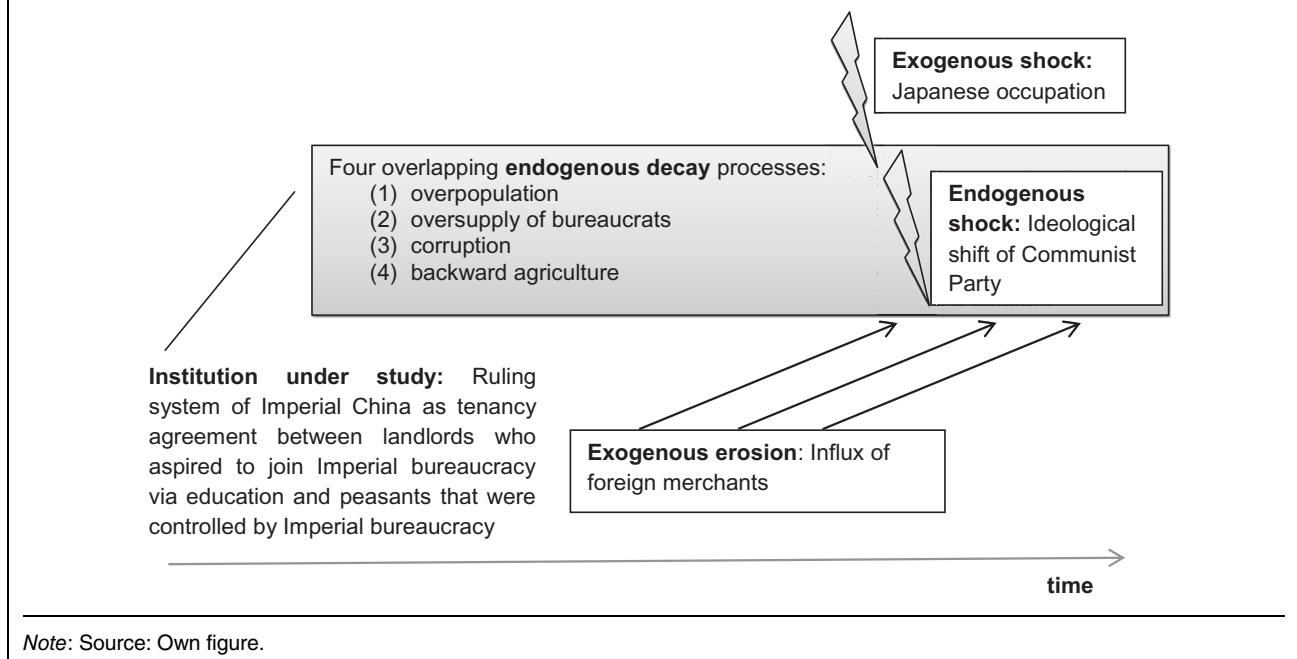 Exogenous shock:
Japanese occupation
Four overlapping endogenous decay processes:
(1) overpopulation
(2) oversupply of bureaucrats
(3) corruption
(4) backward agriculture
Endogenous
shock: Ideological
shift of Communist
Party
Institution under study: Ruling
system of Imperial China as tenancy
agreement between landlords who
aspired to join Imperial bureaucracy
via education and peasants that were
controlled by Imperial bureaucracy
Exogenous erosion: Influx of
foreign merchants
time
Note: Source: Own figure.